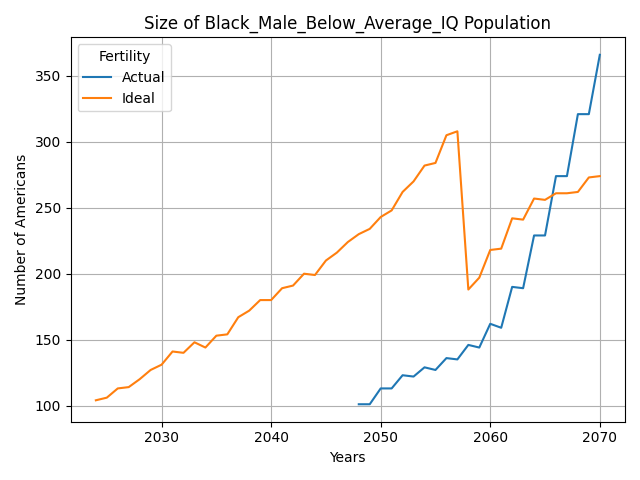 Size of Black_Male_Below_Average_IQ Population
Fertility
Actual
Ideal
Number of Americans
350
300
250
200
150
100
2030 2040 2050 2060 2070
Years